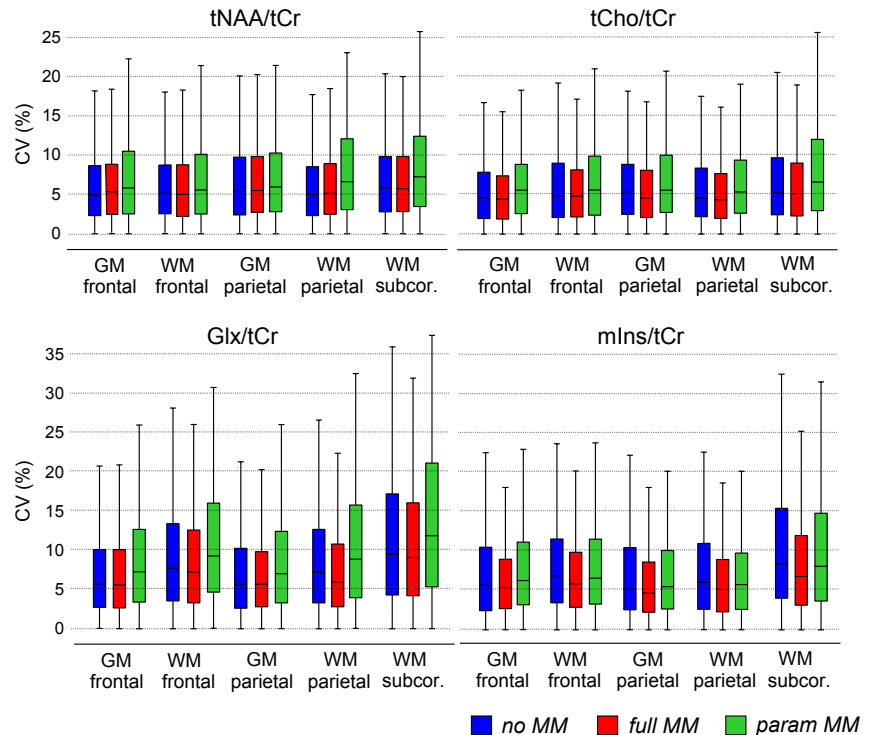 tNAA/tCr
tCho/tCr
CV (%)
25
20
15
10
5
0
GM WM GM WM WM
frontal frontal parietal parietal subcor.
GM WM GM WM WM
frontal frontal parietal parietal subcor.
Glx/tCr
mIns/tCr
CV (%)
35
30
25
20
15
10
5
0
GM WM GM WM WM
frontal frontal parietal parietal subcor.
GM WM GM WM WM
frontal frontal parietal parietal subcor.
no MM full MM param MM